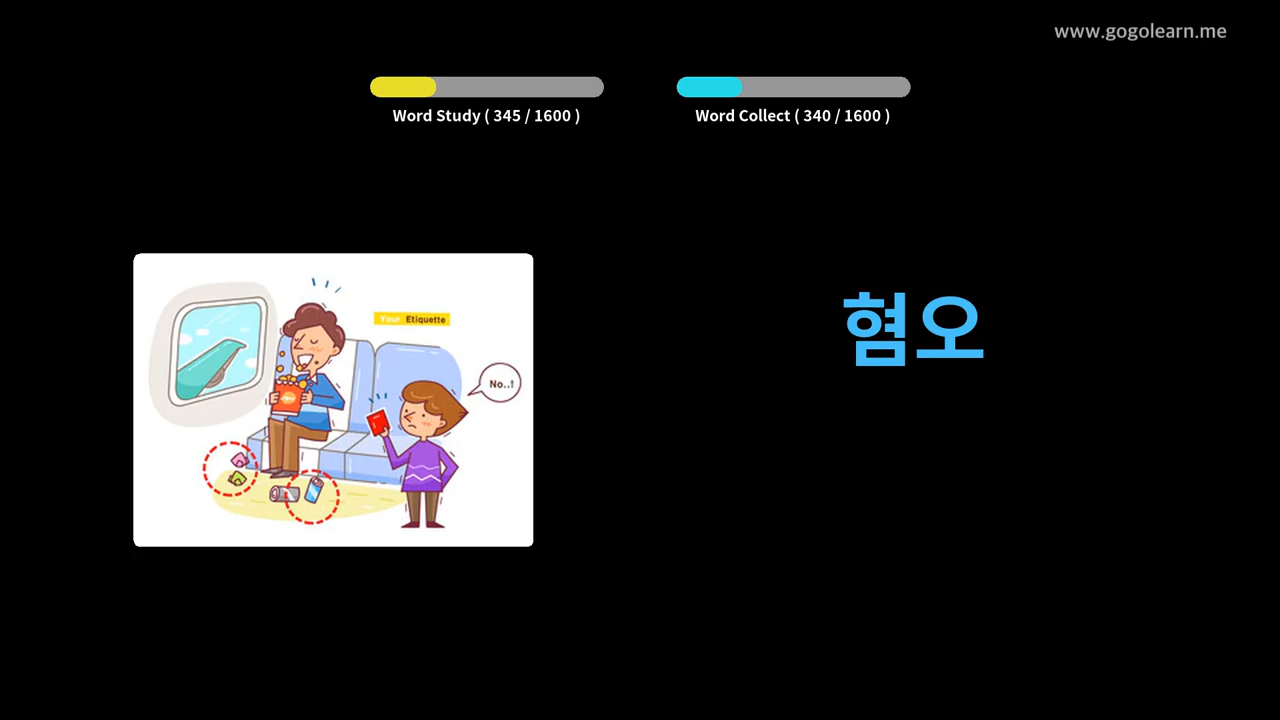 www.gogolearn.me
Word Study ( 345 / 1600 )
Word Collect ( 340 / 1600 )
Your Etiquette
No..!
혐오